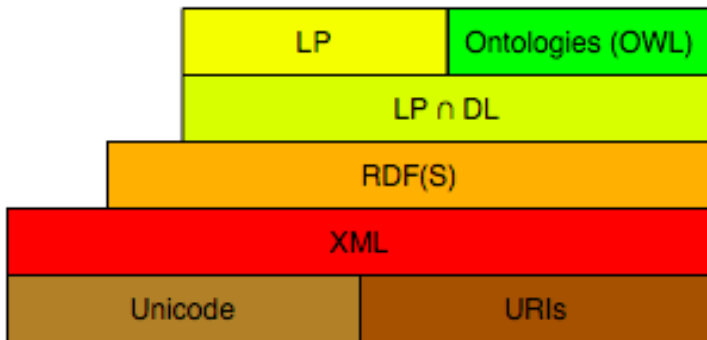 LP Ontologies (OWL)
LP ∩ DL
RDF(S)
XML
Unicode URIs